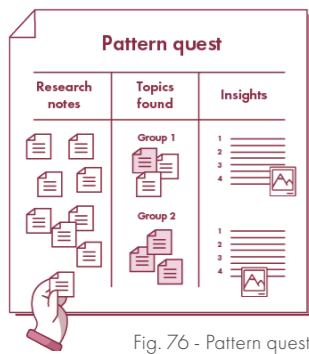 Pattern quest
Research
notes
Topics
found
Insights
Group 1
1
2
3
4
Group 2
1
2
3
4
Fig. 76 - Pattern quest